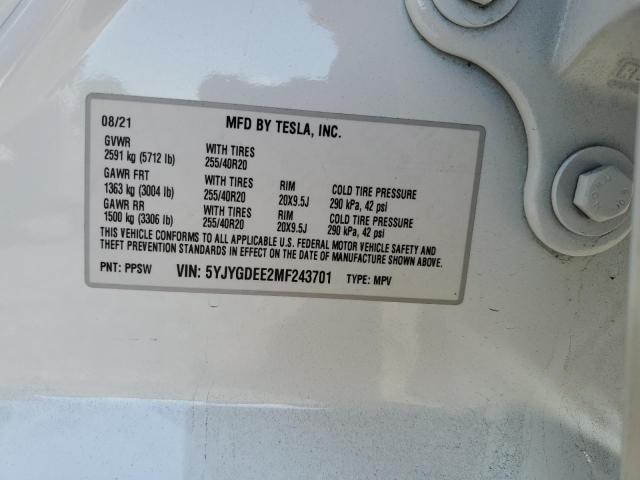 08/21 MFD BY TESLA, INC.
GVWR WITH TIRES
2591 kg (5712 lb) 255/40R20
GAWR FRT WITH TIRES RIM COLD TIRE PRESSURE
1363 kg (3004 lb) 255/40R20 20X9.5J 290 kPa, 42 psi
GAWR RR WITH TIRES RIM COLD TIRE PRESSURE
1500 kg (3306 lb) 255/40R20 20X9.5J 290 kPa, 42 psi
THIS VEHICLE CONFORMS TO ALL APPLICABLE U.S. FEDERAL MOTOR VEHICLE SAFETY AND
THEFT PREVENTION STANDARDS IN EFFECT ON THE DATE OF MANUFACTURE SHOWN ABOVE.
PNT: PPSW VIN: 5YJYGDEE2MF243701 TYPE: MPV